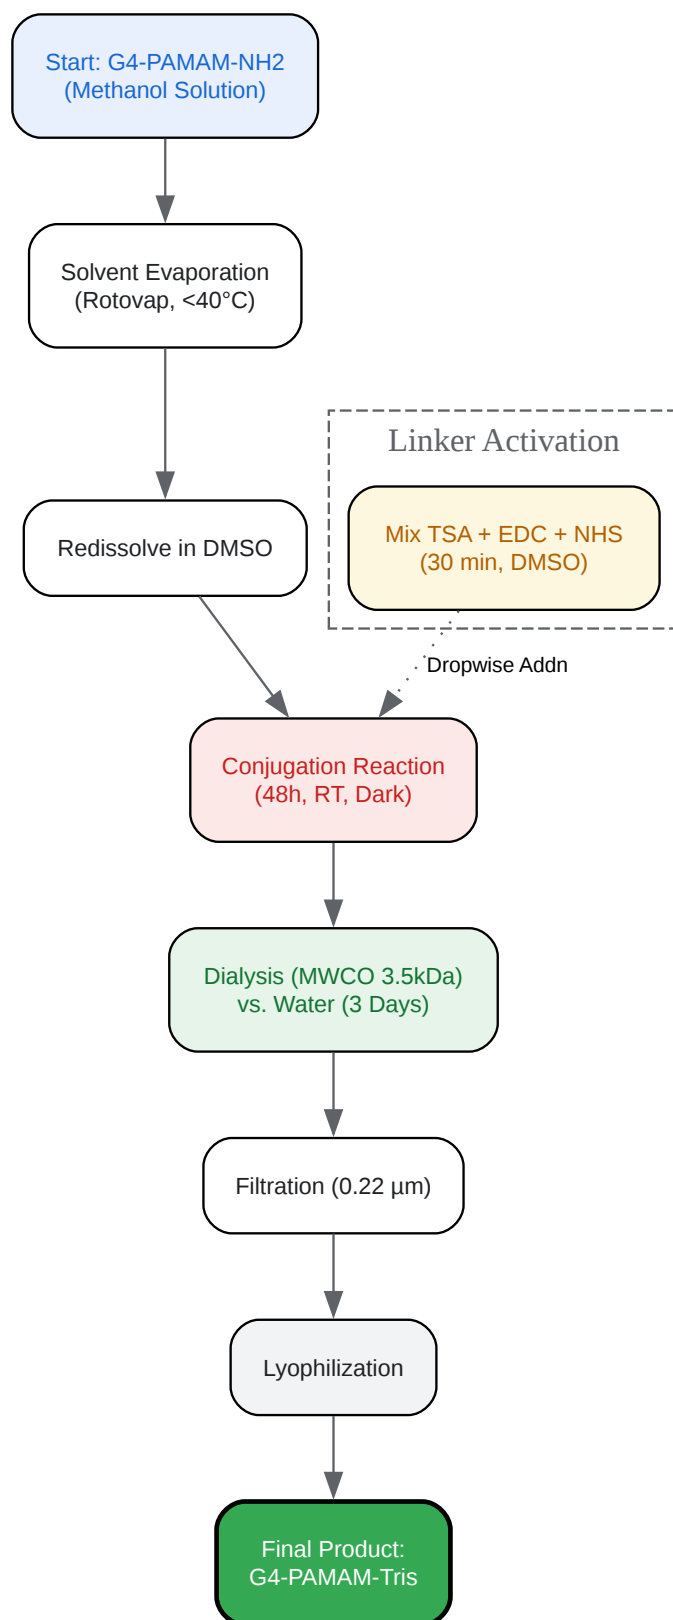 Start: G4-PAMAM-NH2
(Methanol Solution)
Solvent Evaporation
(Rotovap, <40°C)
Linker Activation
Redissolve in DMSO
Mix TSA + EDC + NHS
(30 min, DMSO)
Dropwise Addn
Conjugation Reaction
(48h, RT, Dark)
Dialysis (MWCO 3.5kDa)
vs. Water (3 Days)
Filtration (0.22 µm)
Lyophilization
Final Product:
G4-PAMAM-Tris